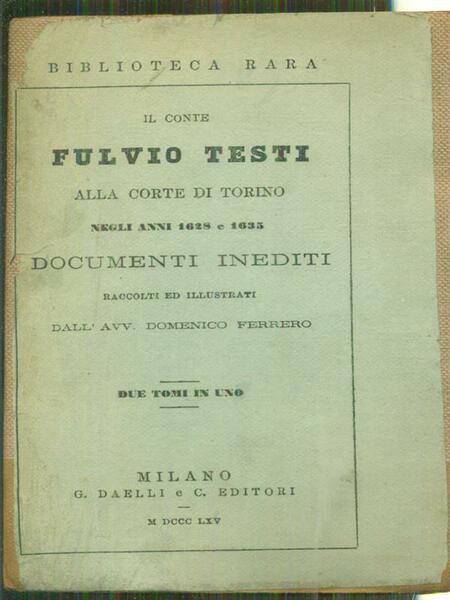 BIBLIOTECA RARA
IL CONTE
FULVIO TESTI
ALLA CORTE DI TORINO
NEGLI ANNI 1628 e 1635
DOCUMENTI INEDITI
RACCOLTI ED ILLUSTRATI
DALL' AVV. DOMENICO FERRERO
DUE TOMI IN UNO
MILANO
G. DAELLI e C. EDITORI
M DCCC LXV